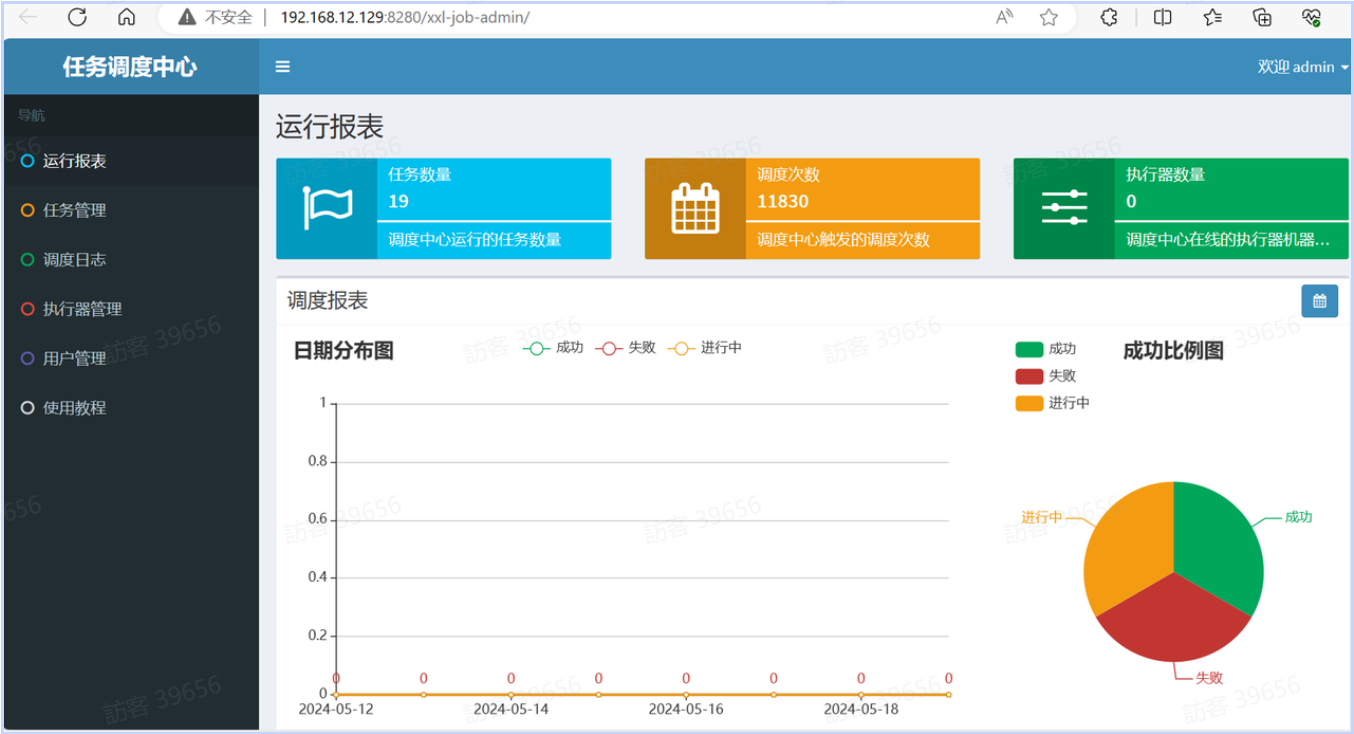 不安全 192.168.12.129:8280/xxl-job-admin/
任务调度中心
欢迎 admin
导航
运行报表
任务管理
调度日志
执行器管理
用户管理
使用教程
运行报表
任务数量
19
调度中心运行的任务数量
调度次数
11830
调度中心触发的调度次数
执行器数量
0
调度中心在线的执行器机器...
调度报表
日期分布图
成功 失败 进行中
1
0.8
0.6
0.4
0.2
0
0 0 0 0 0 0 0 0
2024-05-12 2024-05-14 2024-05-16 2024-05-18
成功
失败
进行中
成功比例图
进行中
成功
失败
訪客 39656